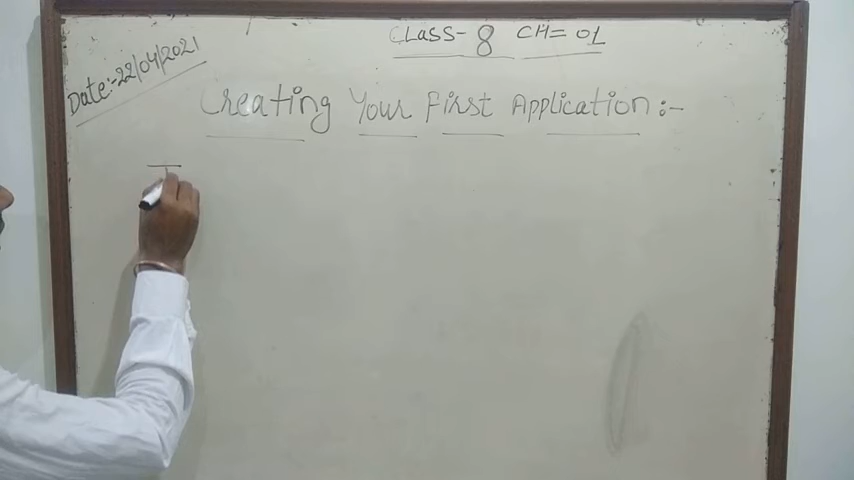 CLASS- 8 CH= 01
Date:-22/04/2021
Creating Your First Application:-
T